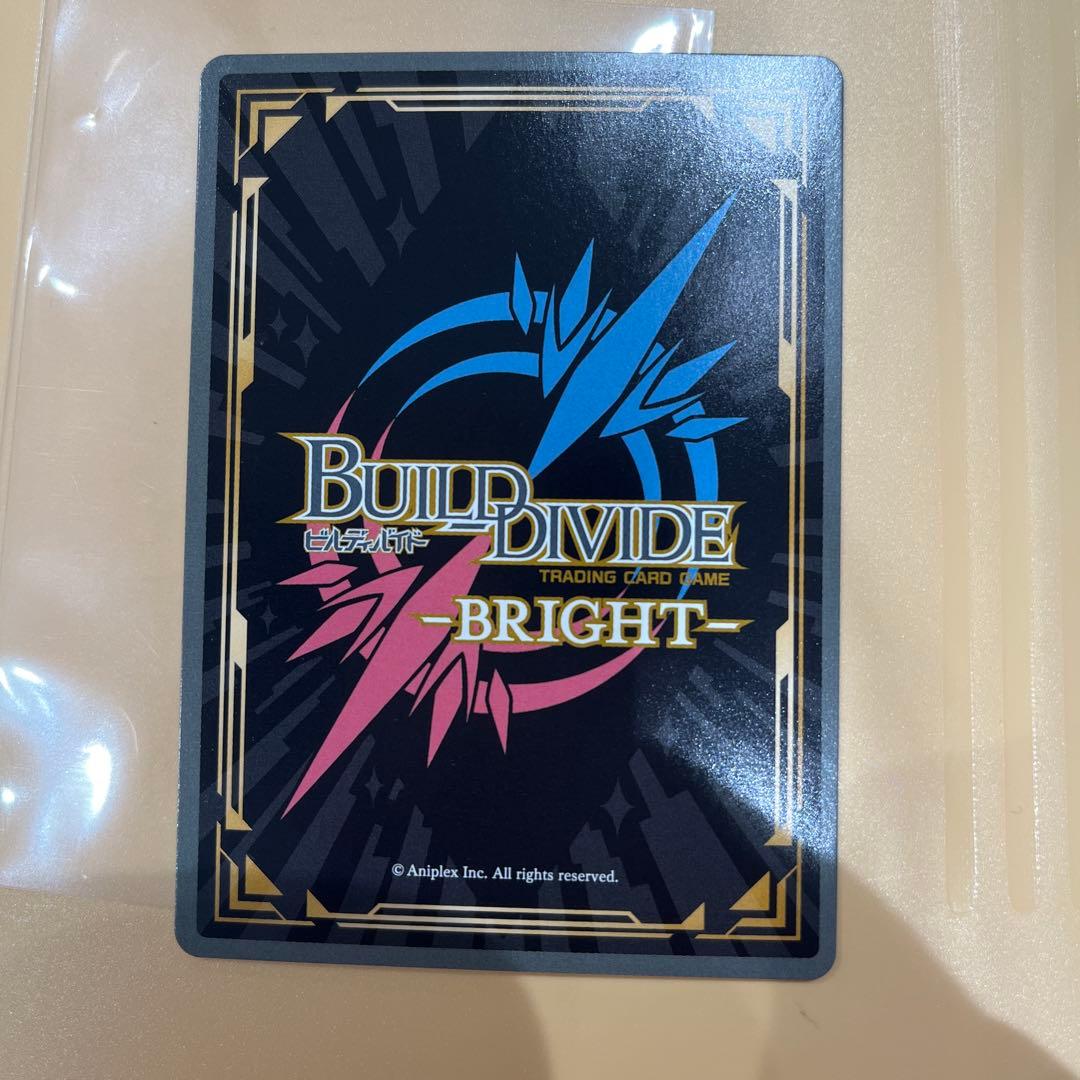 BUILD DIVIDE
ビルディバイド
TRADING CARD GAME
-BRIGHT-
© Aniplex Inc. All rights reserved.